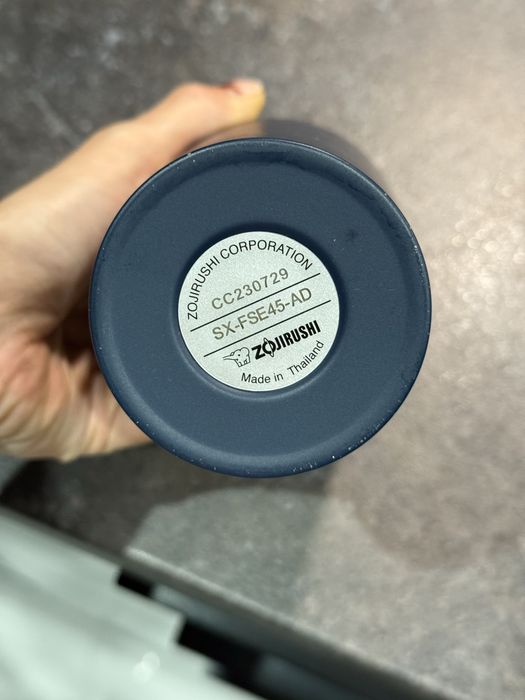 ZOJIRUSHI CORPORATION
CC230729
SX-FSE45-AD
ZOJIRUSHI
Made in Thailand